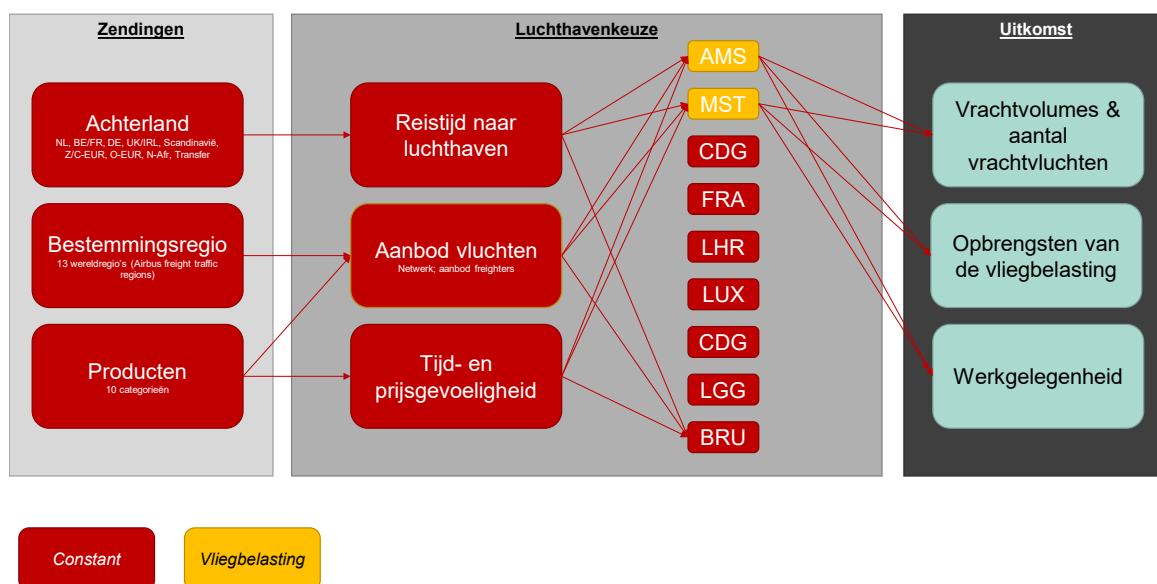 Zendingen
Achterland
NL, BE/FR, DE, UK/IRL, Scandinavië,
Z/C-EUR, O-EUR, N-Afr, Transfer
Bestemmingsregio
13 wereldregio's (Airbus freight traffic
regions)
Producten
10 categorieën
Luchthavenkeuze
Reistijd naar
luchthaven
Aanbod vluchten
Netwerk; aanbod freighters
Tijd- en
prijsgevoeligheid
AMS
MST
CDG
FRA
LHR
LUX
CDG
LGG
BRU
Uitkomst
Vrachtvolumes &
aantal
vrachtvluchten
Opbrengsten van
de vliegbelasting
Werkgelegenheid
Constant
Vliegbelasting